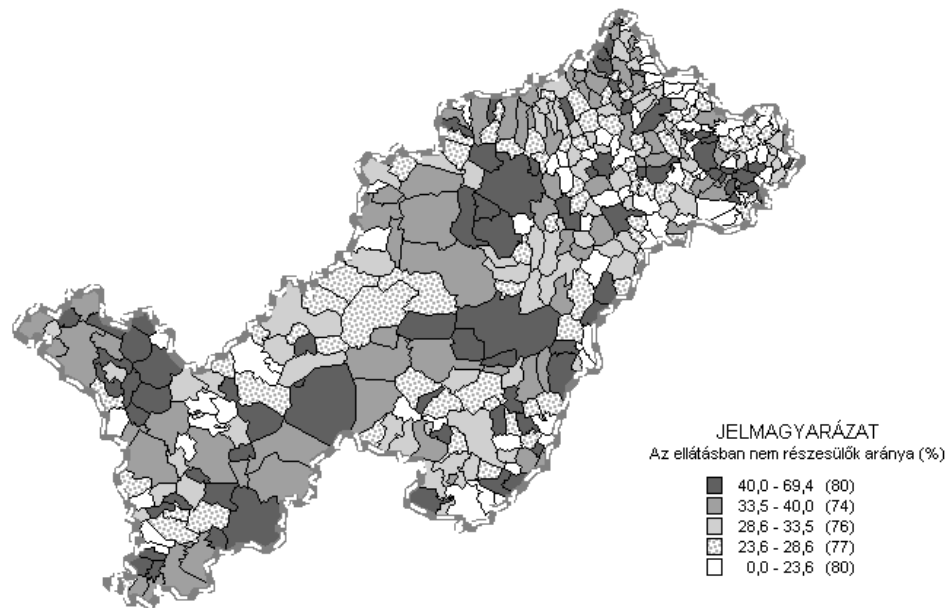 JELMAGYARÁZAT
Az ellátásban nem részesülők aránya (%)
40,0 - 69,4 (80)
33,5 - 40,0 (74)
28,6 - 33,5 (76)
23,6 - 28,6 (77)
0,0 - 23,6 (80)